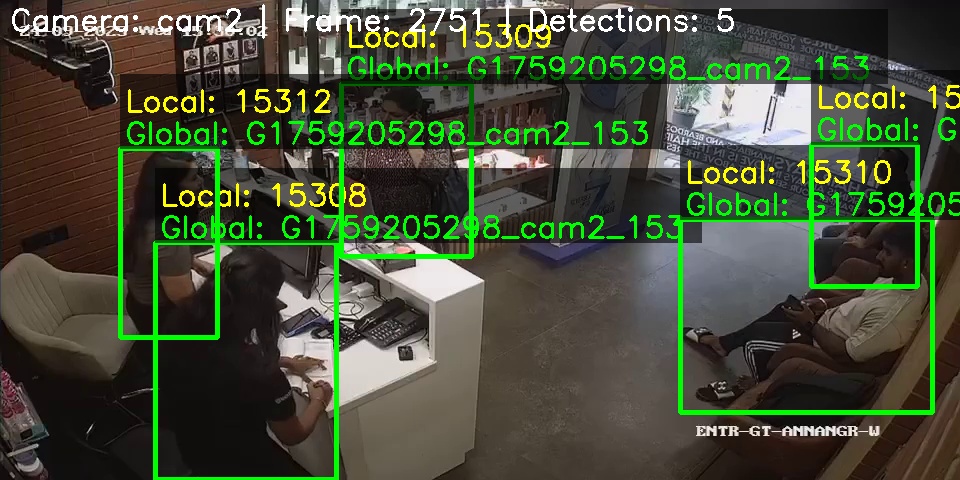 Camera: cam2 | Frame: 2751 | Detections: 5
Local: 15309
Global: G1759205298_cam2_153
Local: 15312
Global: G1759205298_cam2_153
Local: 15
Global: G
Local: 15310
Global: G1759205
Local: 15308
Global: G1759205298_cam2_153
ENTR-GT-ANNANGR-W